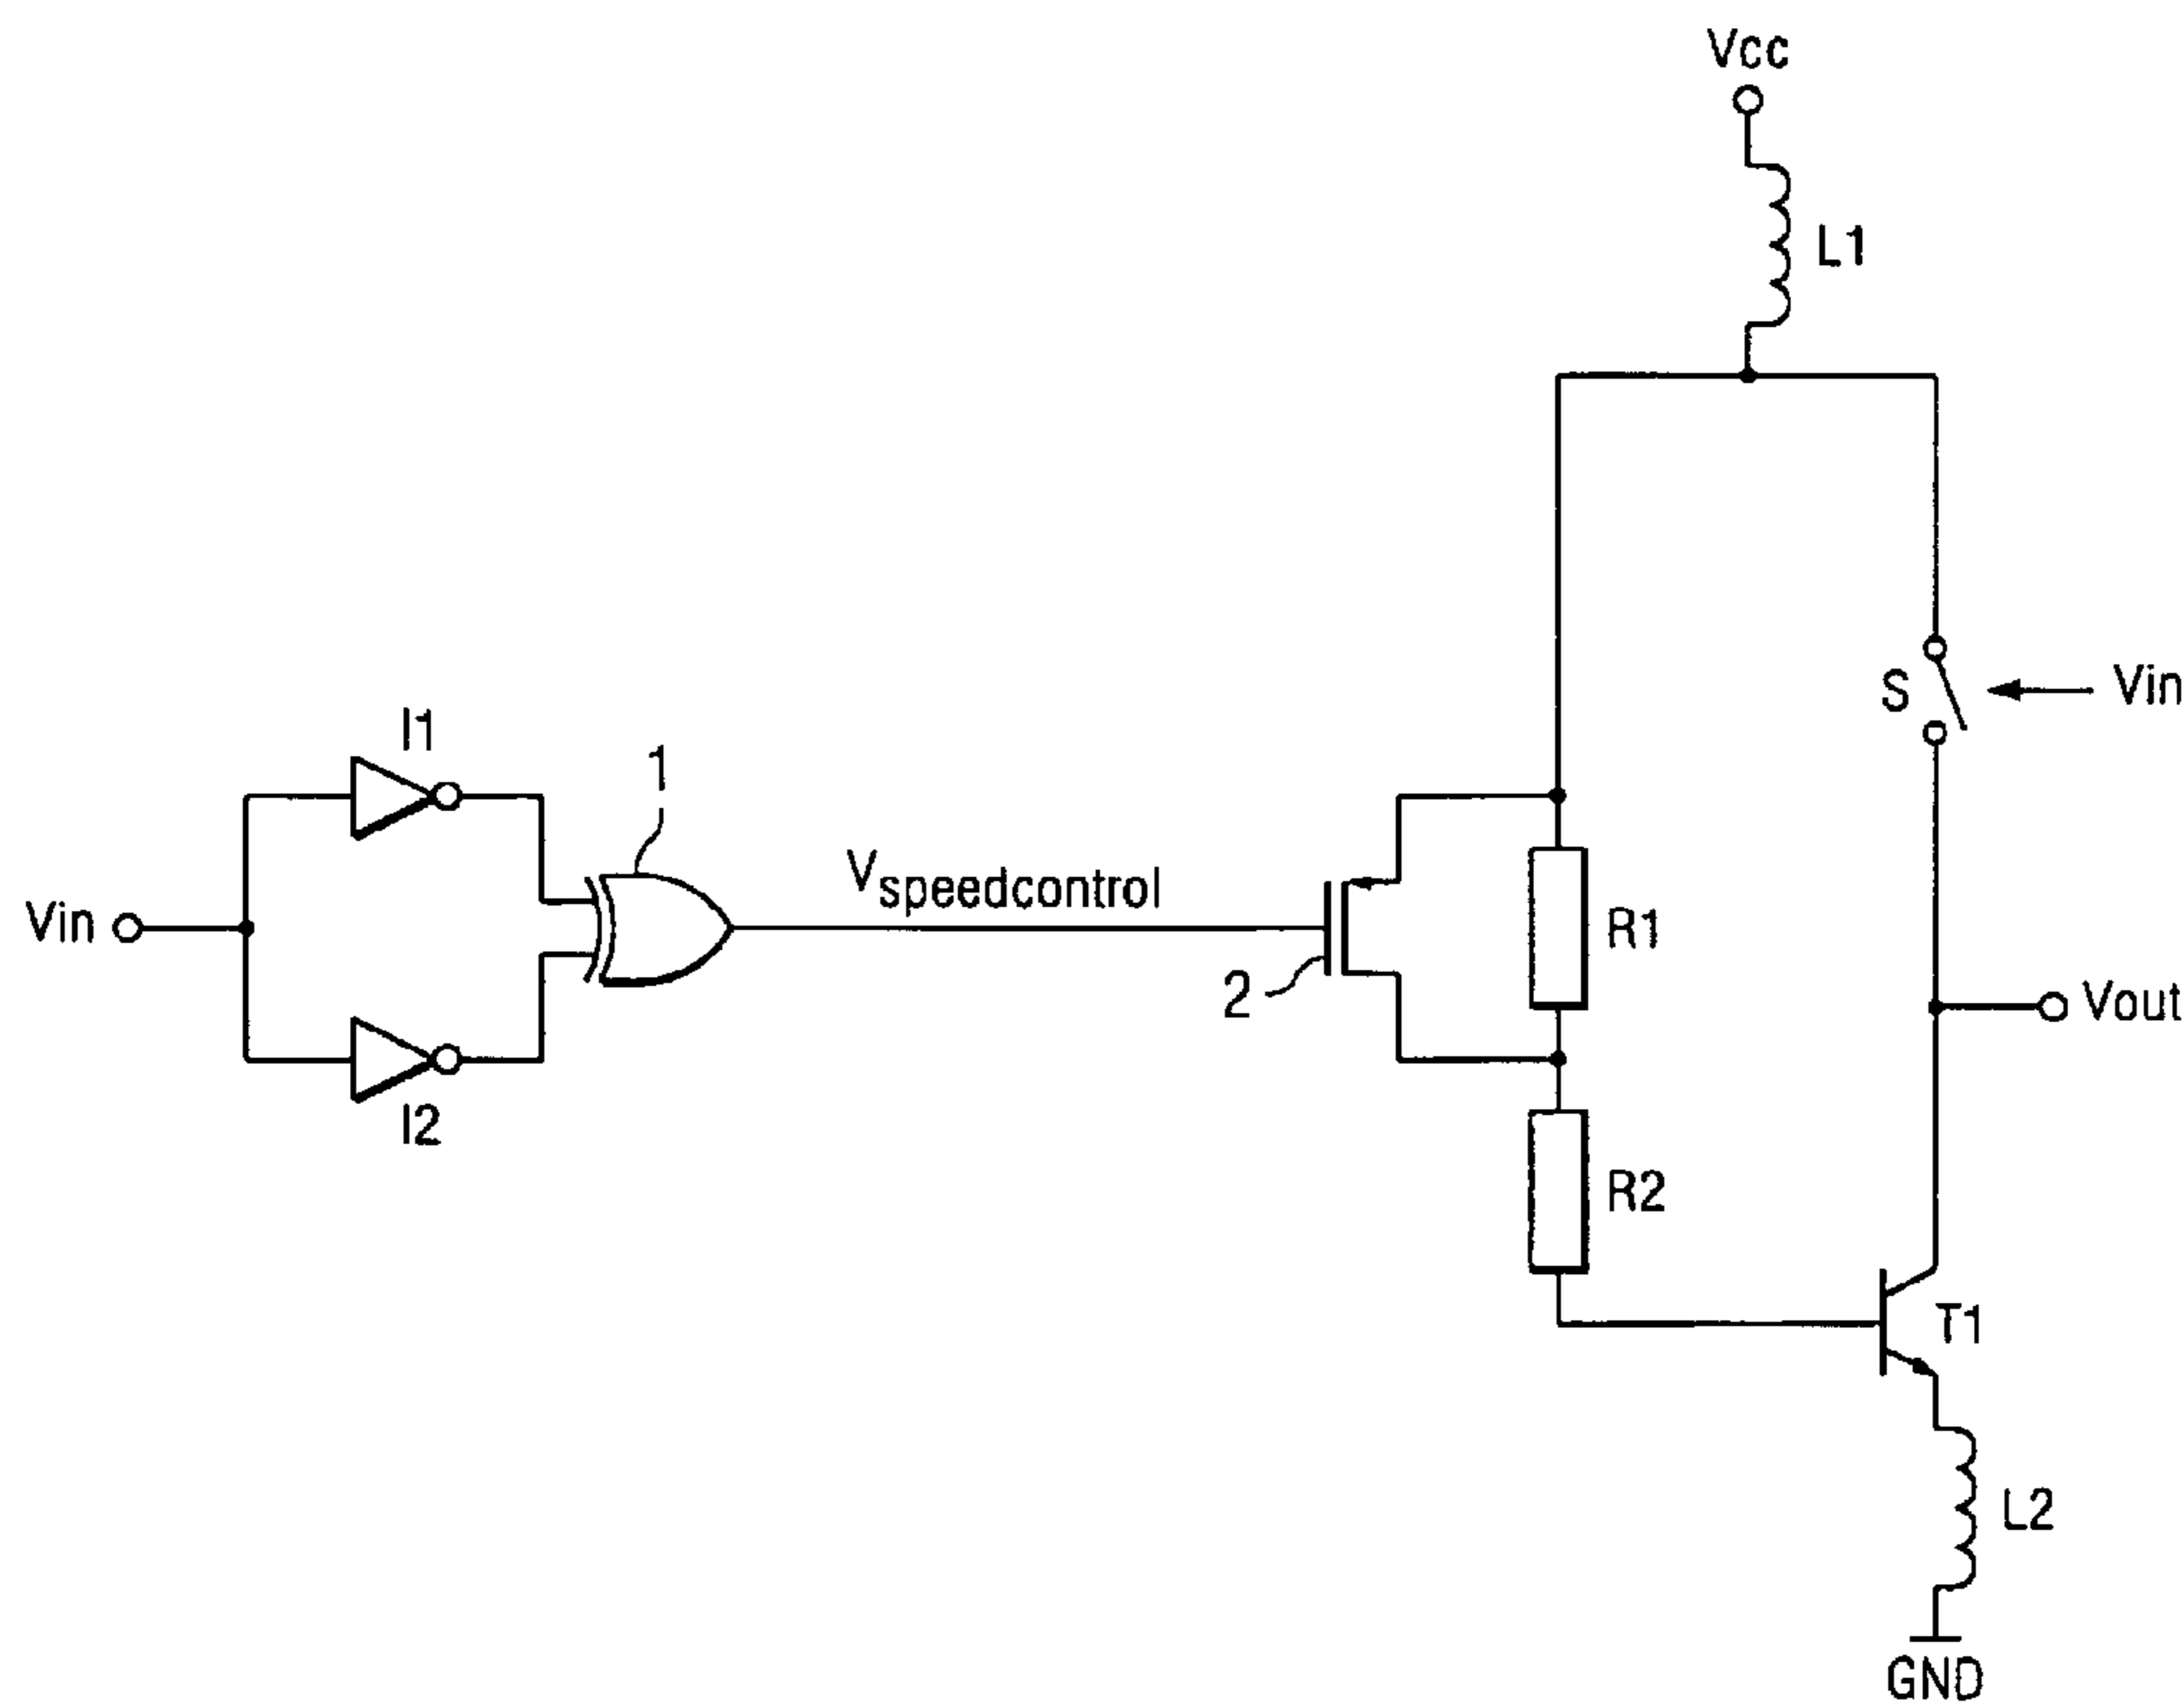 Vcc
L1
S
Vin
I1
1
Vspeedcontrol
Vin
R1
2
Vout
I2
R2
T1
L2
GND